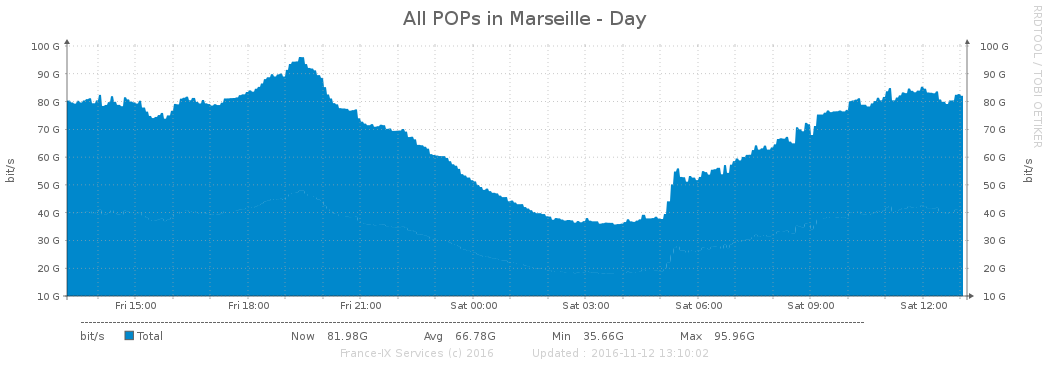 All POPs in Marseille - Day
RRDTOOL / TOBI OETIKER
100 G 100 G
90 G 90 G
80 G 80 G
70 G 70 G
60 G 60 G
50 G 50 G
40 G 40 G
30 G 30 G
20 G 20 G
10 G 10 G
bit/s bit/s
Fri 15:00 Fri 18:00 Fri 21:00 Sat 00:00 Sat 03:00 Sat 06:00 Sat 09:00 Sat 12:00
bit/s Total Now 81.98G Avg 66.78G Min 35.66G Max 95.96G
France-IX Services (c) 2016 Updated : 2016-11-12 13:10:02